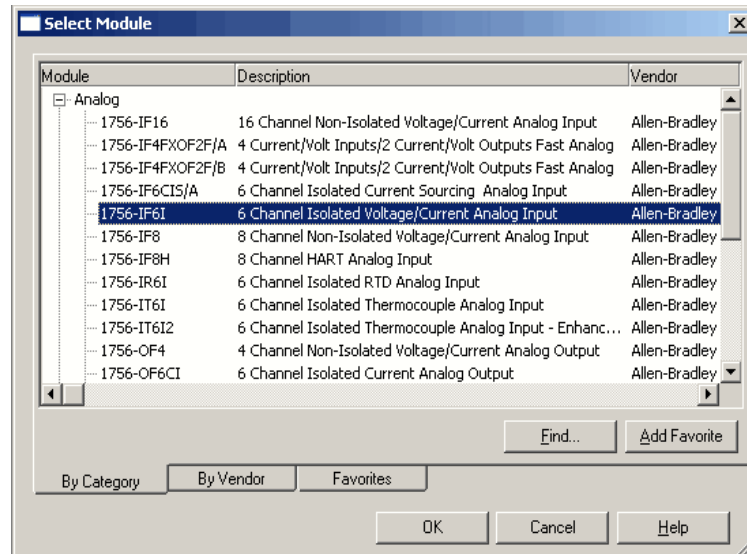 Select Module
Module Description Vendor
Analog
1756-IF16 16 Channel Non-Isolated Voltage/Current Analog Input Allen-Bradley
1756-IF4FXOF2F/A 4 Current/Volt Inputs/2 Current/Volt Outputs Fast Analog Allen-Bradley
1756-IF4FXOF2F/B 4 Current/Volt Inputs/2 Current/Volt Outputs Fast Analog Allen-Bradley
1756-IF6CIS/A 6 Channel Isolated Current Sourcing Analog Input Allen-Bradley
1756-IF6I 6 Channel Isolated Voltage/Current Analog Input Allen-Bradley
1756-IF8 8 Channel Non-Isolated Voltage/Current Analog Input Allen-Bradley
1756-IF8H 8 Channel HART Analog Input Allen-Bradley
1756-IR6I 6 Channel Isolated RTD Analog Input Allen-Bradley
1756-IT6I 6 Channel Isolated Thermocouple Analog Input Allen-Bradley
1756-IT6I2 6 Channel Isolated Thermocouple Analog Input - Enhanc... Allen-Bradley
1756-OF4 4 Channel Non-Isolated Voltage/Current Analog Output Allen-Bradley
1756-OF6CI 6 Channel Isolated Current Analog Output Allen-Bradley
Find... Add Favorite
By Category By Vendor Favorites
OK Cancel Help